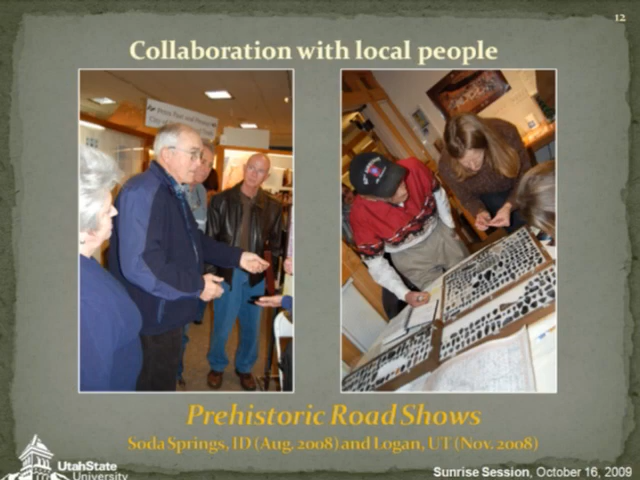 12
Collaboration with local people
Prehistoric Road Shows
Soda Springs, ID (Aug. 2008) and Logan, UT (Nov. 2008)
UtahState
University
Sunrise Session, October 16, 2009